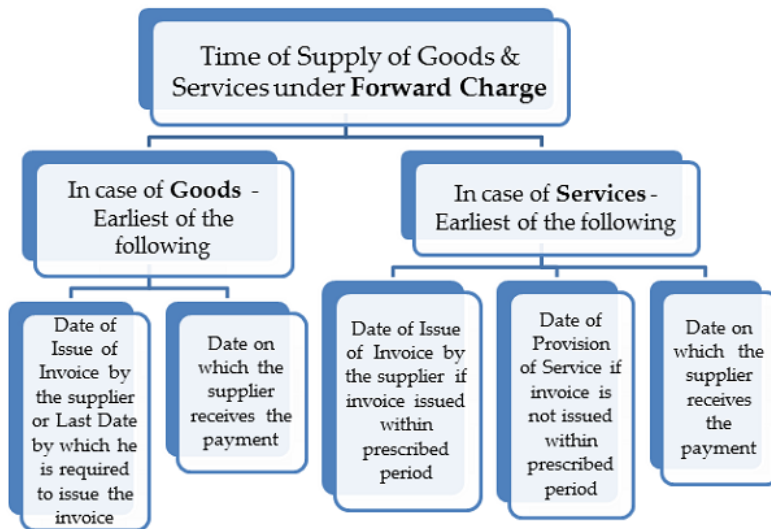 Time of Supply of Goods &
Services under Forward Charge
In case of Goods -
Earliest of the
following
In case of Services -
Earliest of the following
Date of
Issue of
Invoice by
the supplier
or Last Date
by which he
is required
to issue the
invoice
Date on
which the
supplier
receives the
payment
Date of Issue
of Invoice by
the supplier if
invoice issued
within
prescribed
period
Date of
Provision
of Service if
invoice is
not issued
within
prescribed
period
Date on
which the
supplier
receives
the
payment